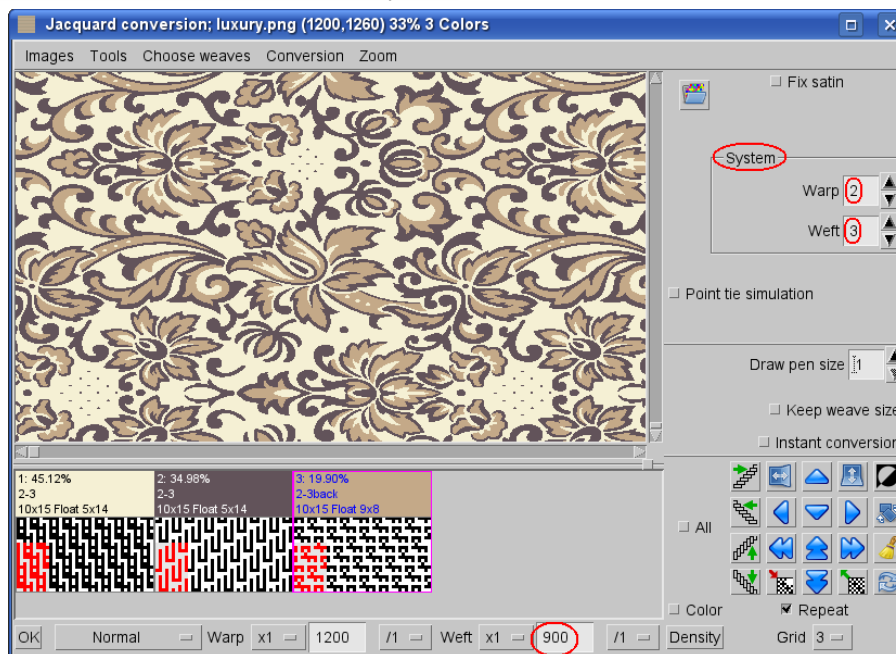 Jacquard conversion; luxury.png (1200,1260) 33% 3 Colors
Images Tools Choose weaves Conversion Zoom
Fix satin
System
Warp 2
Weft 3
Point tie simulation
Draw pen size 1
Keep weave size
Instant conversion
1: 45.12% 2: 34.98% 3: 19.90%
2-3 2-3 2-3back
10x15 Float 5x14 10x15 Float 5x14 10x15 Float 9x8
All
Color Repeat
OK Normal Warp x1 1200 /1 Weft x1 900 /1 Density Grid 3